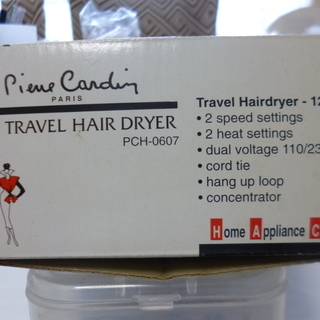 Pierre Cardin
PARIS
TRAVEL HAIR DRYER
PCH-0607
Travel Hairdryer - 12
• 2 speed settings
• 2 heat settings
• dual voltage 110/23
• cord tie
• hang up loop
• concentrator
Home Appliance C